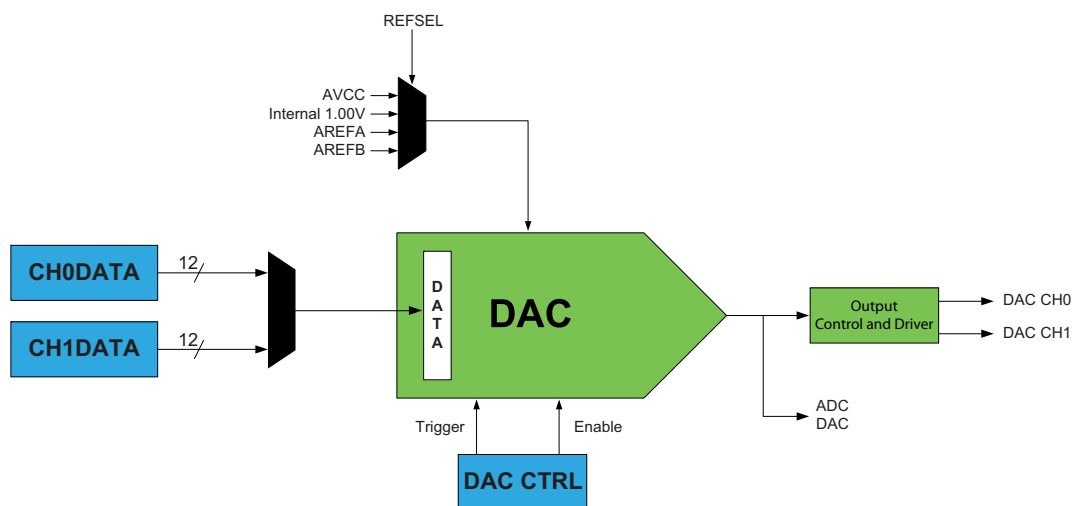 REFSEL
AVCC
Internal 1.00V
AREFA
AREFB
CH0DATA
12
CH1DATA
12
D
A
T
A
DAC
Output
Control and Driver
DAC CH0
DAC CH1
ADC
DAC
Trigger
Enable
DAC CTRL